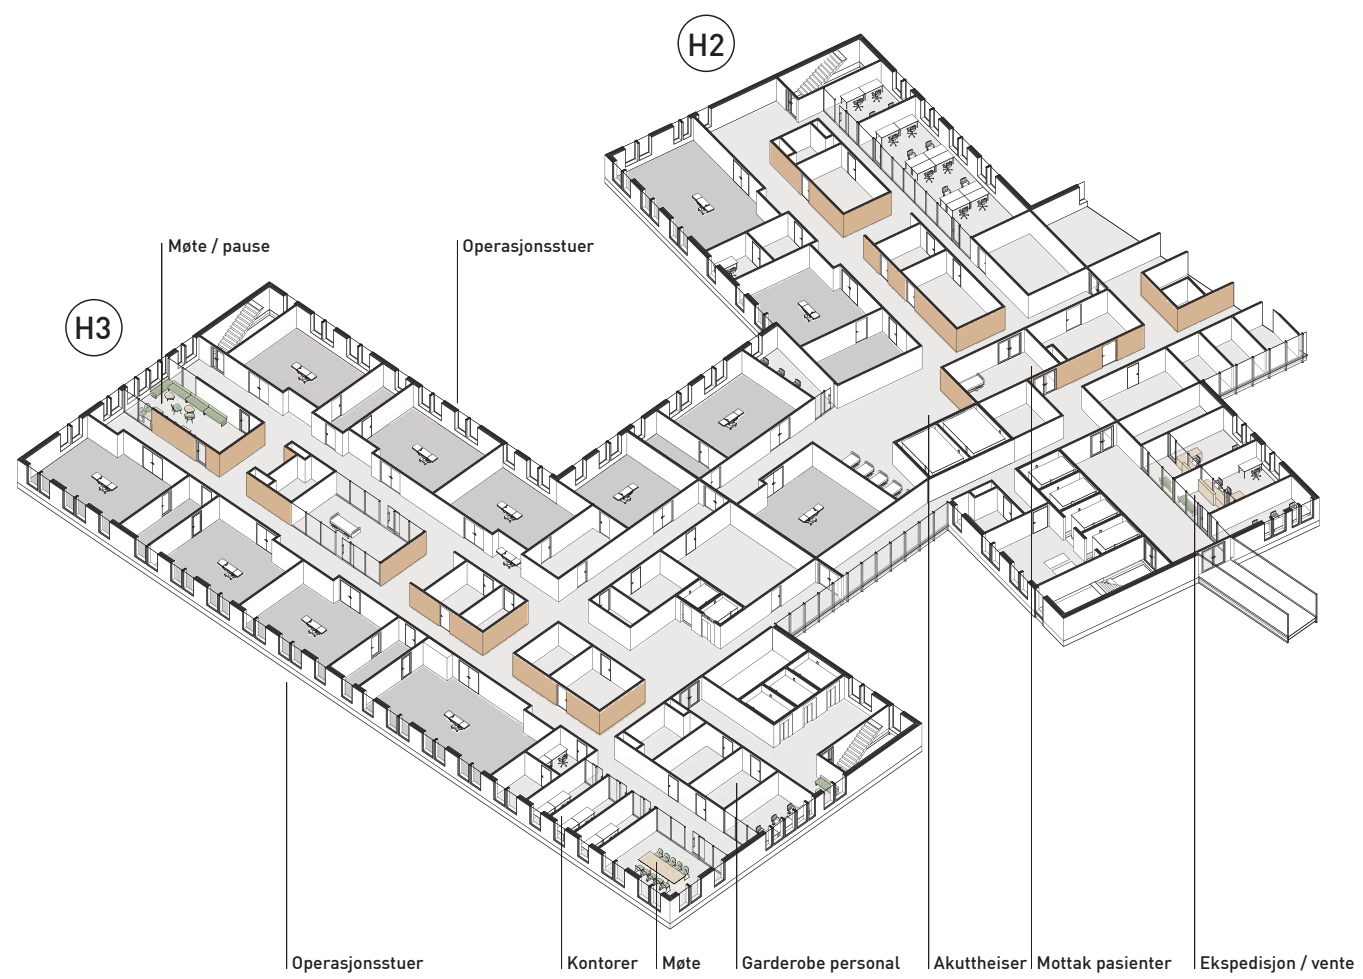 H2
Møte / pause
Operasjonsstuer
H3
Operasjonsstuer
Kontorer
Møte
Garderobe personal
Akuttheiser
Mottak pasienter
Ekspedisjon / vente